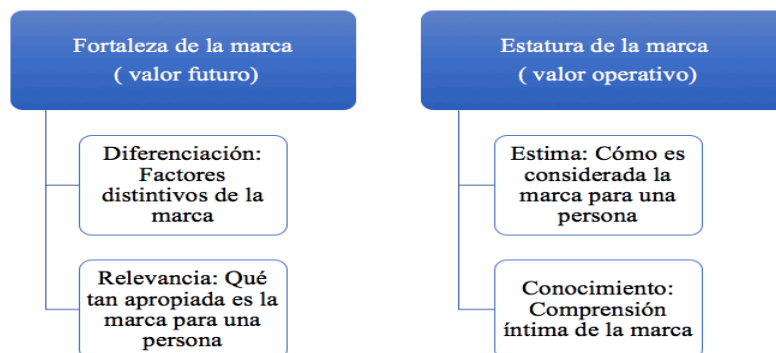 Fortaleza de la marca
( valor futuro)
Diferenciación:
Factores
distintivos de la
marca
Relevancia: Qué
tan apropiada es la
marca para una
persona
Estatura de la marca
( valor operativo)
Estima: Cómo es
considerada la
marca para una
persona
Conocimiento:
Comprensión
íntima de la marca